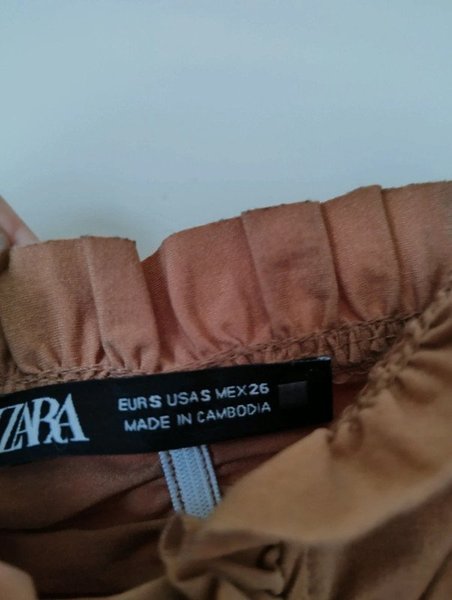 ZARA
EUR S USA S MEX 26
MADE IN CAMBODIA